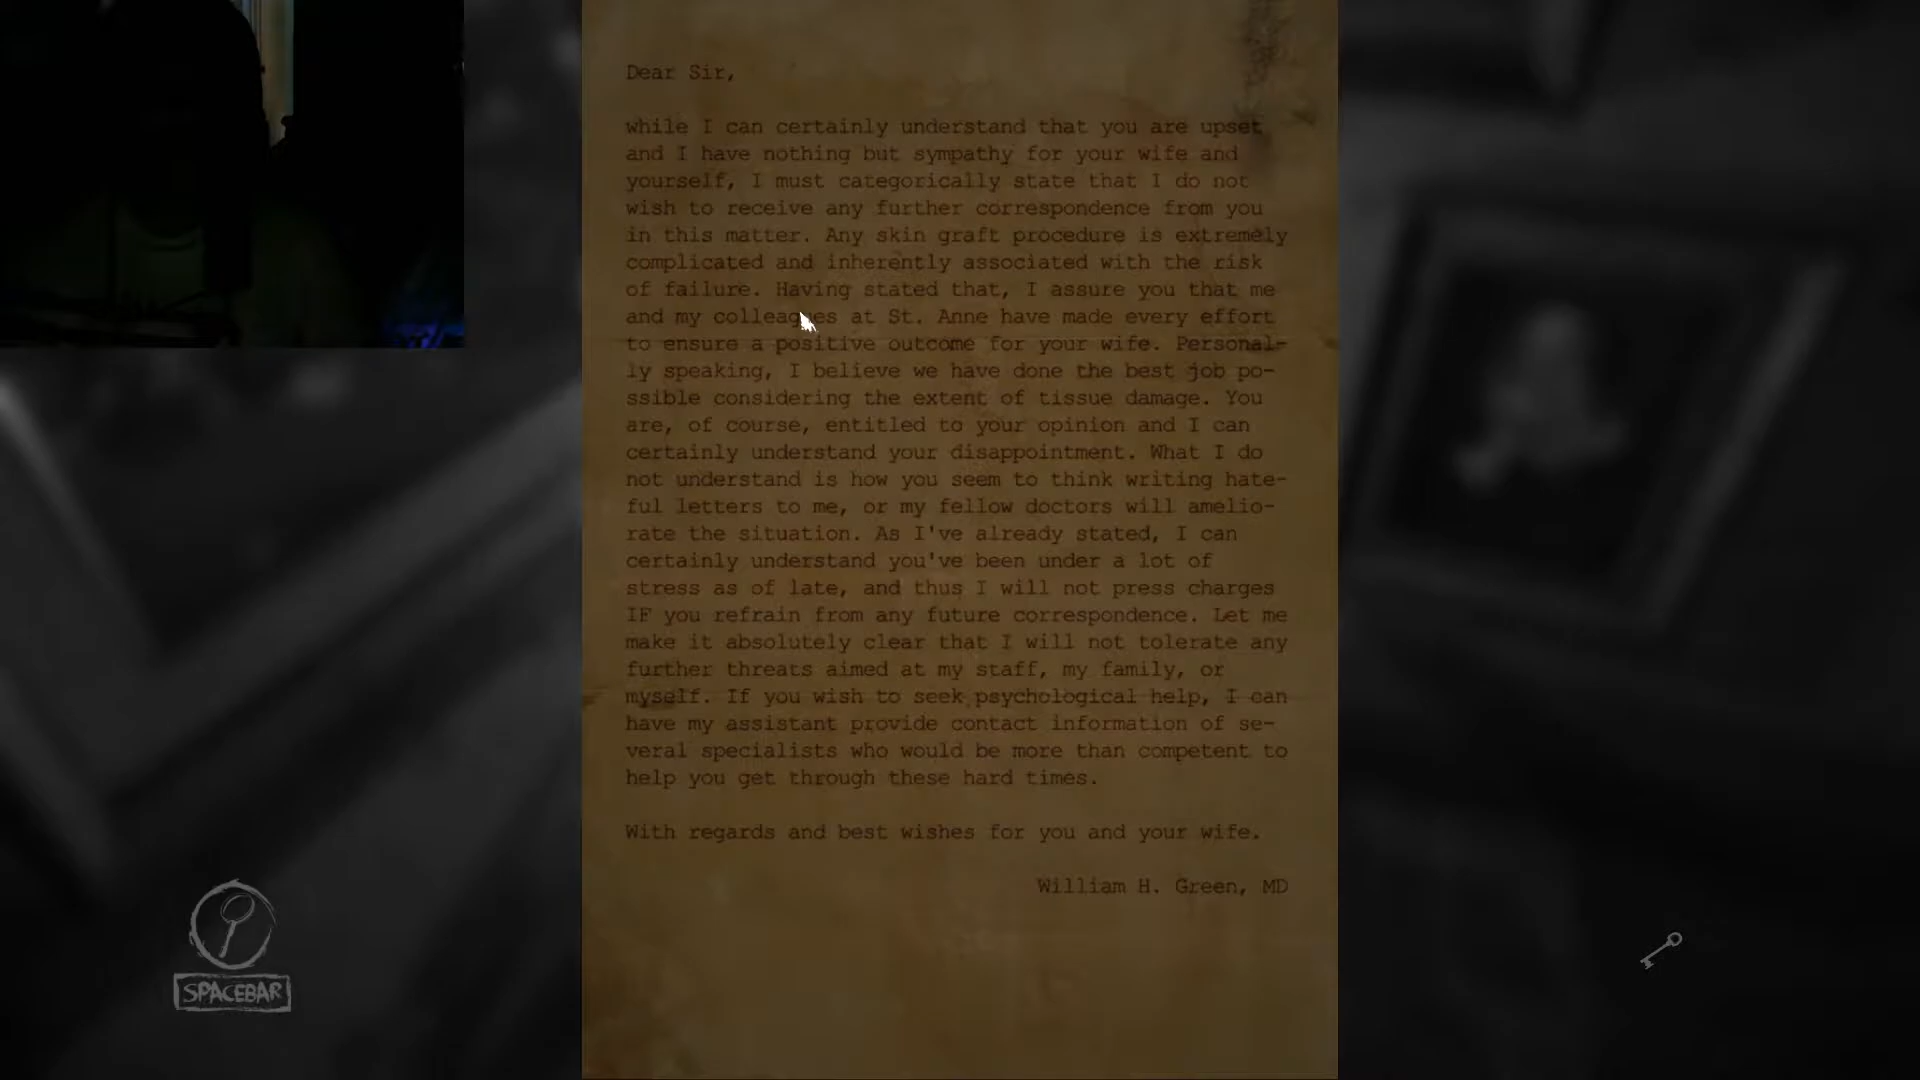 Dear Sir,
while I can certainly understand that you are upset
and I have nothing but sympathy for your wife and
yourself, I must categorically state that I do not
wish to receive any further correspondence from you
in this matter. Any skin graft procedure is extremely
complicated and inherently associated with the risk
of failure. Having stated that, I assure you that me
and my colleagues at St. Anne have made every effort
to ensure a positive outcome for your wife. Personal-
ly speaking, I believe we have done the best job po-
ssible considering the extent of tissue damage. You
are, of course, entitled to your opinion and I can
certainly understand your disappointment. What I do
not understand is how you seem to think writing hate-
ful letters to me, or my fellow doctors will amelio-
rate the situation. As I've already stated, I can
certainly understand you've been under a lot of
stress as of late, and thus I will not press charges
IF you refrain from any future correspondence. Let me
make it absolutely clear that I will not tolerate any
further threats aimed at my staff, my family, or
myself. If you wish to seek psychological help, I can
have my assistant provide contact information of se-
veral specialists who would be more than competent to
help you get through these hard times.
With regards and best wishes for you and your wife.
William H. Green, MD
SPACEBAR